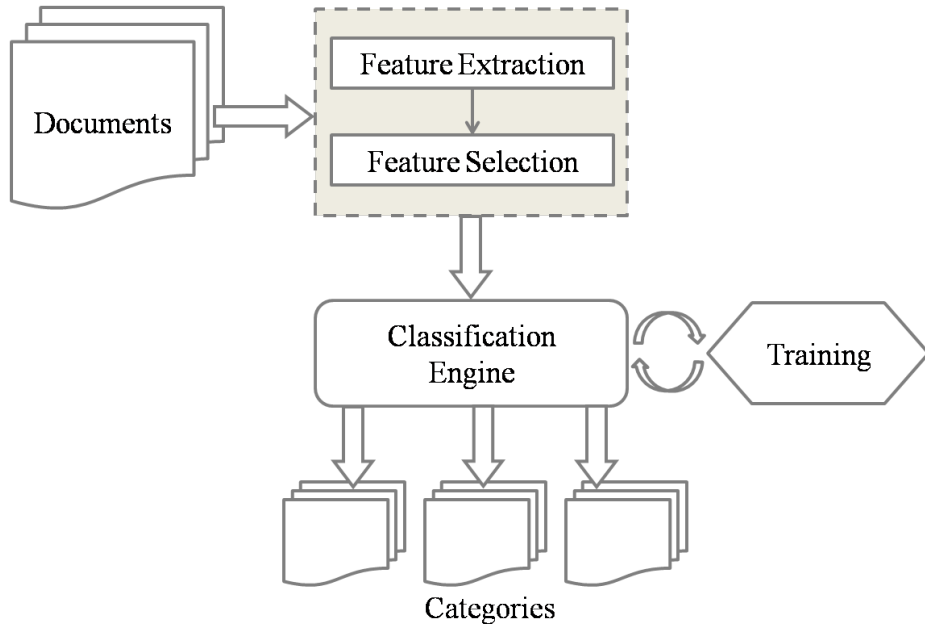 Documents
Feature Extraction
Feature Selection
Classification
Engine
Training
Categories